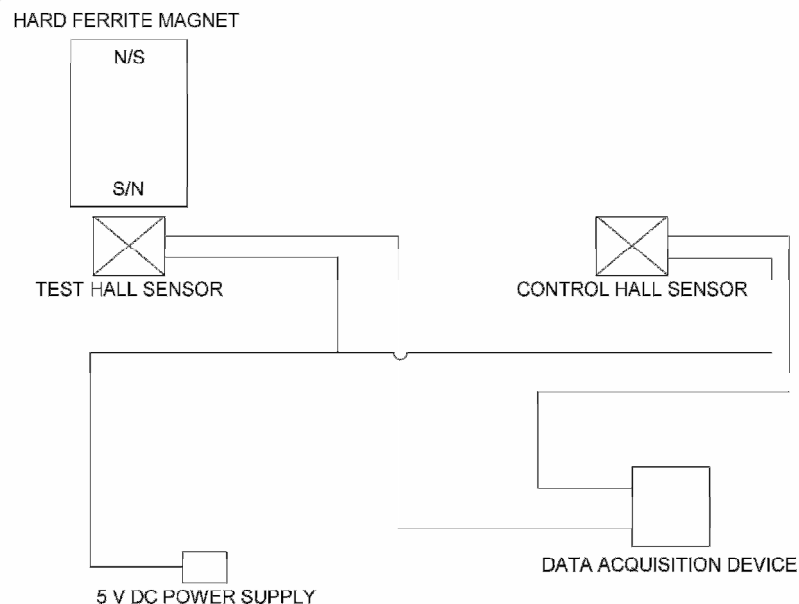 HARD FERRITE MAGNET
N/S
S/N
TEST HALL SENSOR
CONTROL HALL SENSOR
DATA ACQUISITION DEVICE
5 V DC POWER SUPPLY